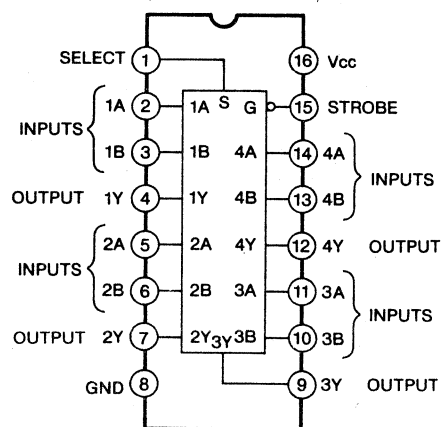 SELECT 1 16 Vcc
S
1A 2 1A G 15 STROBE
INPUTS
1B 3 1B 4A 14 4A
INPUTS
OUTPUT 1Y 4 1Y 4B 13 4B
2A 5 2A 4Y 12 4Y OUTPUT
INPUTS
2B 6 2B 3A 11 3A
INPUTS
OUTPUT 2Y 7 2Y 3Y 3B 10 3B
GND 8 9 3Y OUTPUT